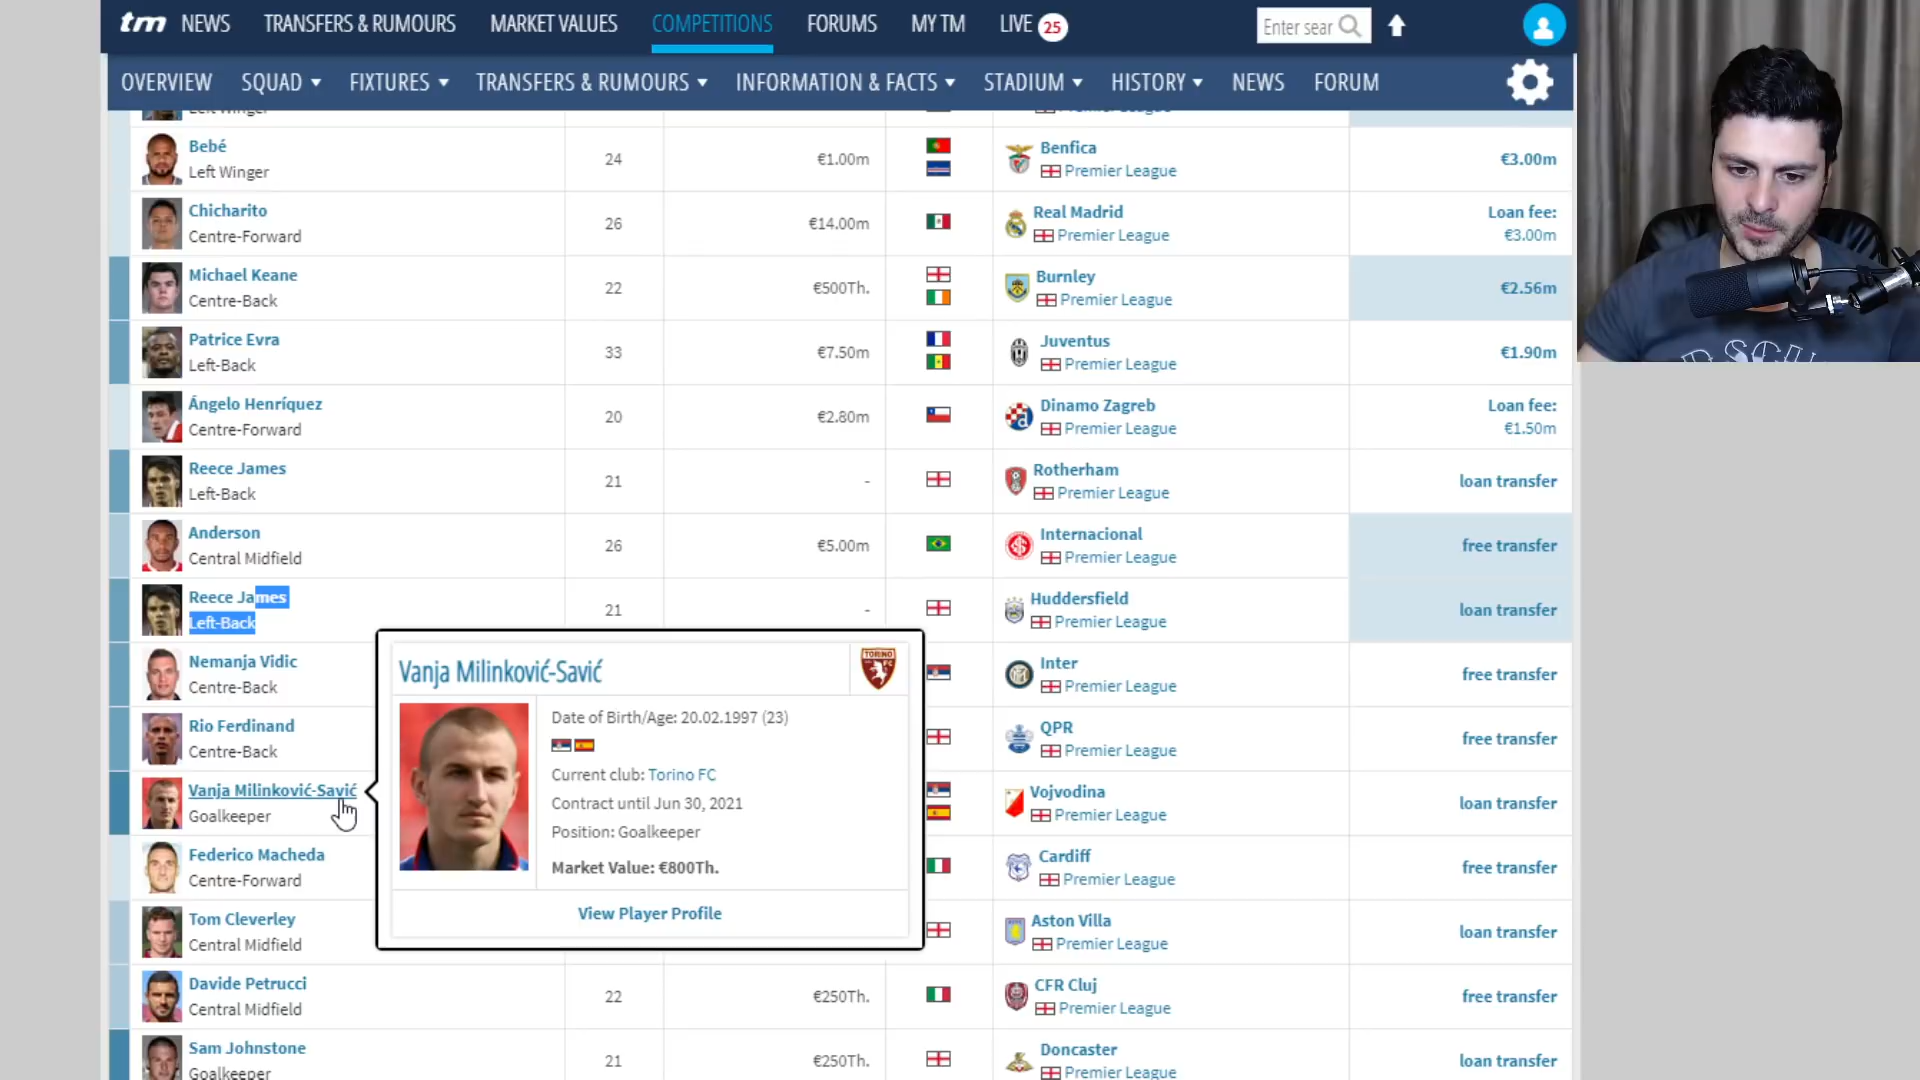 tm NEWS TRANSFERS & RUMOURS MARKET VALUES COMPETITIONS FORUMS MY TM LIVE 25 Enter sear
OVERVIEW SQUAD FIXTURES TRANSFERS & RUMOURS INFORMATION & FACTS STADIUM HISTORY NEWS FORUM
Left Winger
Bebé
Left Winger
24 €1.00m
Benfica
Premier League
€3.00m
Chicharito
Centre-Forward
26 €14.00m
Real Madrid
Premier League
Loan fee:
€3.00m
Michael Keane
Centre-Back
22 €500Th.
Burnley
Premier League
€2.56m
Patrice Evra
Left-Back
33 €7.50m
Juventus
Premier League
€1.90m
Ángelo Henríquez
Centre-Forward
20 €2.80m
Dinamo Zagreb
Premier League
Loan fee:
€1.50m
Reece James
Left-Back
21 -
Rotherham
Premier League
loan transfer
Anderson
Central Midfield
26 €5.00m
Internacional
Premier League
free transfer
Reece James
Left-Back
21 -
Huddersfield
Premier League
loan transfer
Nemanja Vidic
Centre-Back
Inter
Premier League
free transfer
Rio Ferdinand
Centre-Back
QPR
Premier League
free transfer
Vanja Milinković-Savić
Goalkeeper
Vojvodina
Premier League
free transfer
Federico Macheda
Centre-Forward
Cardiff
Premier League
free transfer
Tom Cleverley
Central Midfield
Aston Villa
Premier League
loan transfer
Davide Petrucci
Central Midfield
22 €250Th.
CFR Cluj
Premier League
free transfer
Sam Johnstone
Goalkeeper
21 €250Th.
Doncaster
Premier League
loan transfer
Vanja Milinković-Savić
TORINO FC
Date of Birth/Age: 20.02.1997 (23)
Current club: Torino FC
Contract until Jun 30, 2021
Position: Goalkeeper
Market Value: €800Th.
View Player Profile